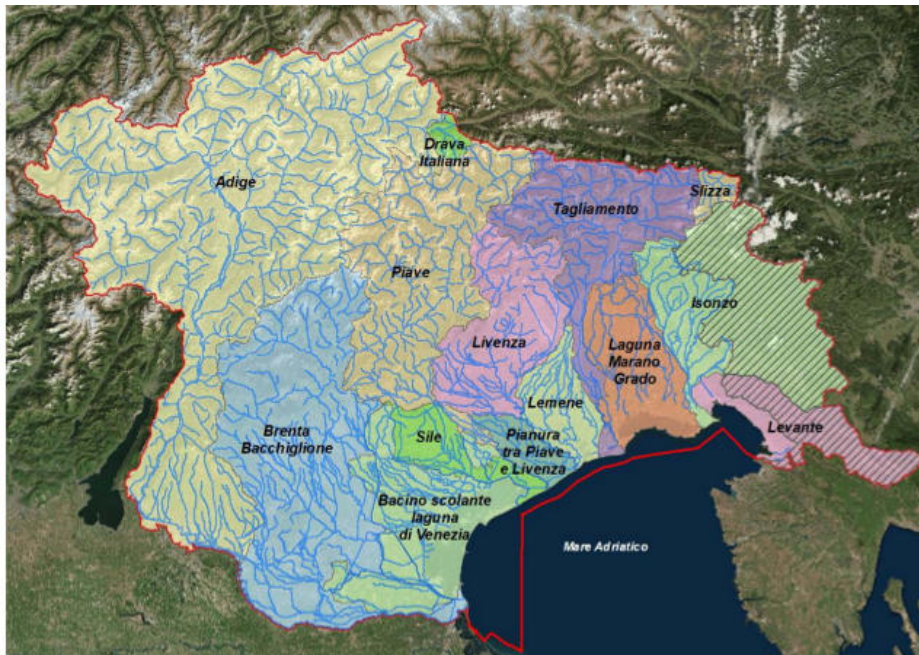 Drava
Italiana
Adige
Slizza
Tagliamento
Piave
Isonzo
Livenza
Laguna
Marano
Grado
Lemene
Levante
Brenta
Bacchiglione
Sile
Pianura
tra Piave
e Livenza
Bacino scolante
laguna
di Venezia
Mare Adriatico